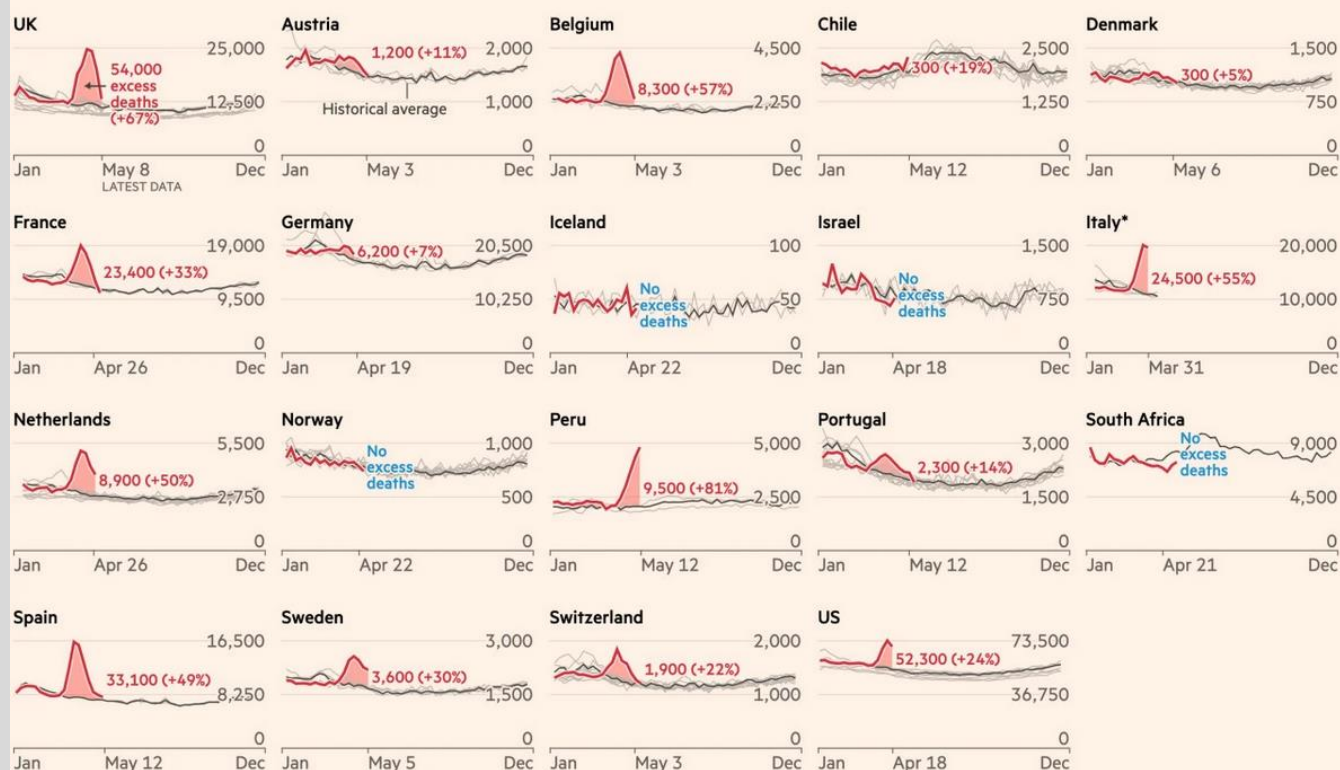 UK
25,000
54,000
excess
deaths
(+67%)
12,500
0
Jan May 8 Dec
LATEST DATA
Austria
2,000
1,200 (+11%)
1,000
Historical average
0
Jan May 3 Dec
Belgium
4,500
8,300 (+57%)
2,250
0
Jan May 3 Dec
Chile
2,500
300 (+19%)
1,250
0
Jan May 12 Dec
Denmark
1,500
300 (+5%)
750
0
Jan May 6 Dec
France
19,000
23,400 (+33%)
9,500
0
Jan Apr 26 Dec
Germany
20,500
6,200 (+7%)
10,250
0
Jan Apr 19 Dec
Iceland
100
No
excess
deaths
50
0
Jan Apr 22 Dec
Israel
1,500
No
excess
deaths
750
0
Jan Apr 18 Dec
Italy*
20,000
24,500 (+55%)
10,000
0
Jan Mar 31 Dec
Netherlands
5,500
8,900 (+50%)
2,750
0
Jan Apr 26 Dec
Norway
1,000
No
excess
deaths
500
0
Jan Apr 22 Dec
Peru
5,000
9,500 (+81%)
2,500
0
Jan May 12 Dec
Portugal
3,000
2,300 (+14%)
1,500
0
Jan May 12 Dec
South Africa
9,000
No
excess
deaths
4,500
0
Jan Apr 21 Dec
Spain
16,500
33,100 (+49%)
8,250
0
Jan May 12 Dec
Sweden
3,000
3,600 (+30%)
1,500
0
Jan May 5 Dec
Switzerland
2,000
1,900 (+22%)
1,000
0
Jan May 3 Dec
US
73,500
52,300 (+24%)
36,750
0
Jan Apr 18 Dec